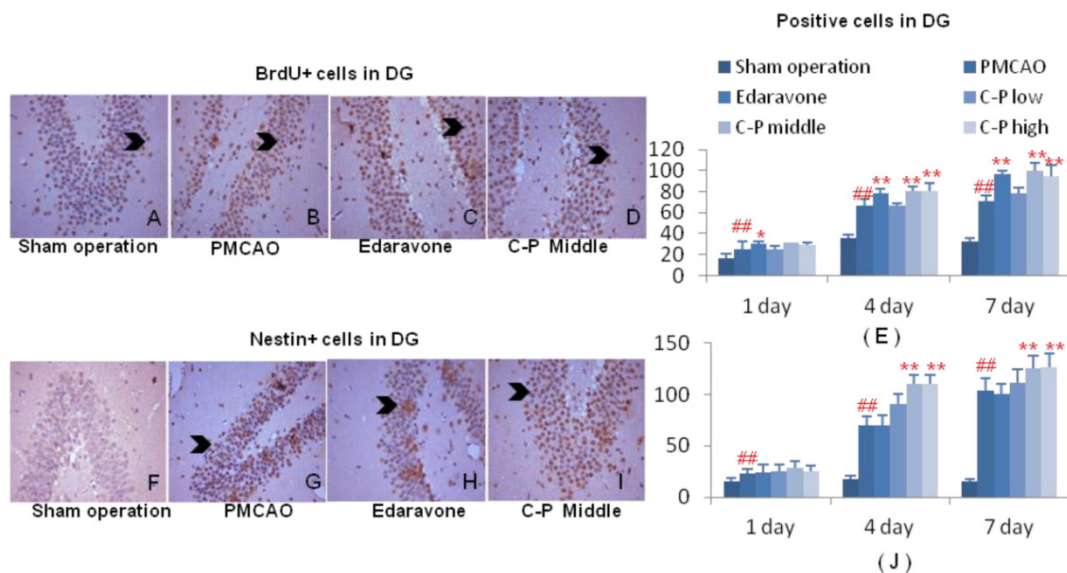 Positive cells in DG
BrdU+ cells in DG
Sham operation PMCAO
Edaravone C-P low
C-P middle C-P high
A B C D
Sham operation PMCAO Edaravone C-P Middle
120
100
80
60
40
20
0
## * ## ** ** ** ## ** ** **
1 day 4 day 7 day
( E )
Nestin+ cells in DG
F G H I
Sham operation PMCAO Edaravone C-P Middle
150
100
50
0
## ## ** ** ## ** **
1 day 4 day 7 day
( J )